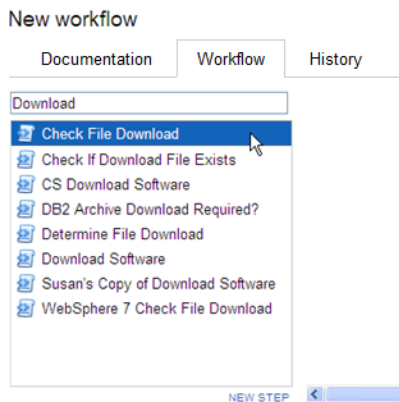 New workflow
Documentation Workflow History
Download
Check File Download
Check If Download File Exists
CS Download Software
DB2 Archive Download Required?
Determine File Download
Download Software
Susan's Copy of Download Software
WebSphere 7 Check File Download
NEW STEP